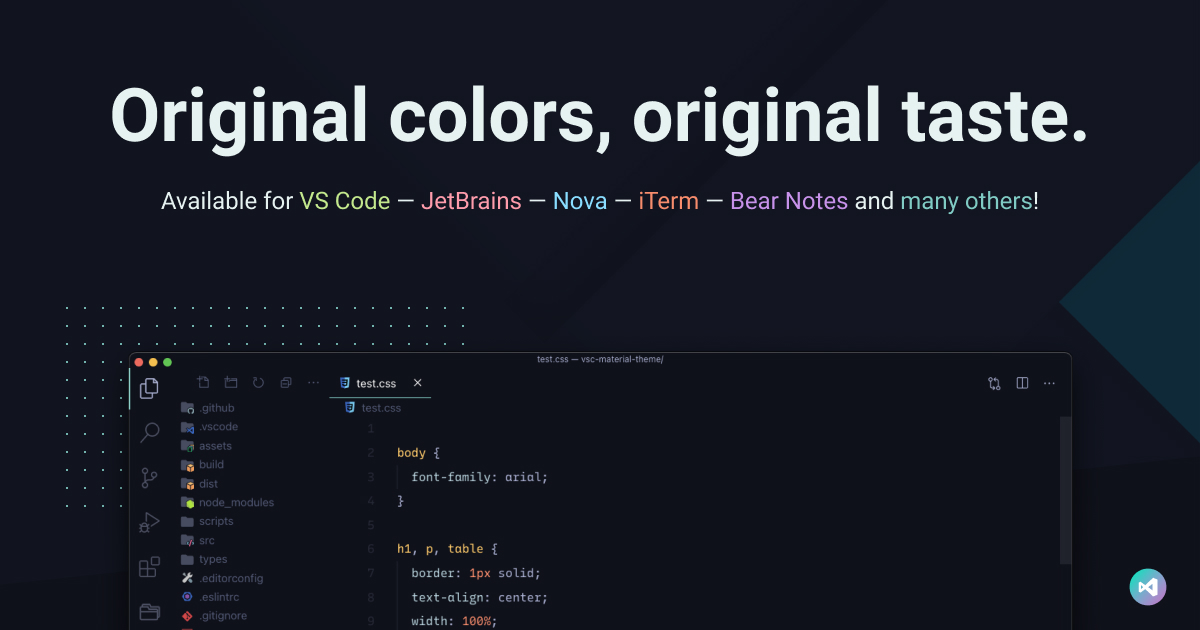 Original colors, original taste.
Available for VS Code — JetBrains — Nova — iTerm — Bear Notes and many others!
test.css — vsc-material-theme/
test.css
test.css
.github
.vscode
assets
build
dist
node_modules
scripts
src
types
.editorconfig
.eslintrc
.gitignore
1
2 body {
3 font-family: arial;
4 }
5
6 h1, p, table {
7 border: 1px solid;
8 text-align: center;
9 width: 100%;